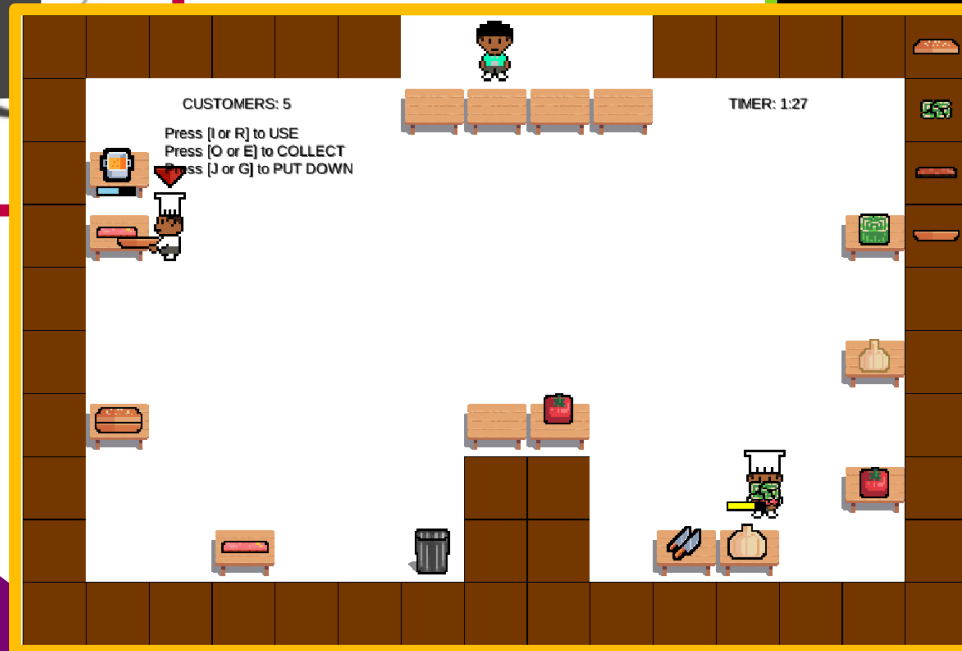 CUSTOMERS: 5
TIMER: 1:27
Press [I or R] to USE
Press [O or E] to COLLECT
Press [J or G] to PUT DOWN